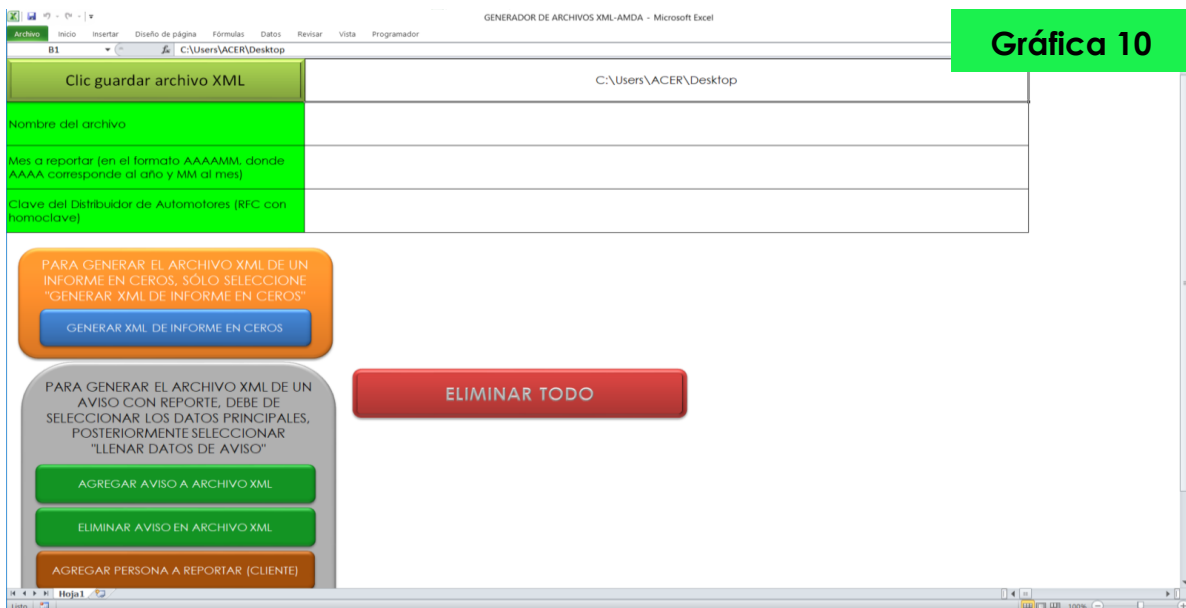 GENERADOR DE ARCHIVOS XML-AMDA - Microsoft Excel
Archivo Inicio Insertar Diseño de página Fórmulas Datos Revisar Vista Programador
Gráfica 10
B1 fx C:\Users\ACER\Desktop
Clic guardar archivo XML
C:\Users\ACER\Desktop
Nombre del archivo
Mes a reportar (en el formato AAAAMM, donde
AAAA corresponde al año y MM al mes)
Clave del Distribuidor de Automotores (RFC con
homoclave)
PARA GENERAR EL ARCHIVO XML DE UN
INFORME EN CEROS, SÓLO SELECCIONE
"GENERAR XML DE INFORME EN CEROS"
GENERAR XML DE INFORME EN CEROS
PARA GENERAR EL ARCHIVO XML DE UN
AVISO CON REPORTE, DEBE DE
SELECCIONAR LOS DATOS PRINCIPALES,
POSTERIORMENTE SELECCIONAR
"LLENAR DATOS DE AVISO"
ELIMINAR TODO
AGREGAR AVISO A ARCHIVO XML
ELIMINAR AVISO EN ARCHIVO XML
AGREGAR PERSONA A REPORTAR (CLIENTE)
Hoja1
Listo
100%